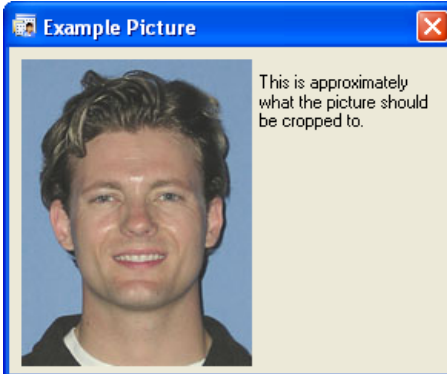 Example Picture
This is approximately
what the picture should
be cropped to.